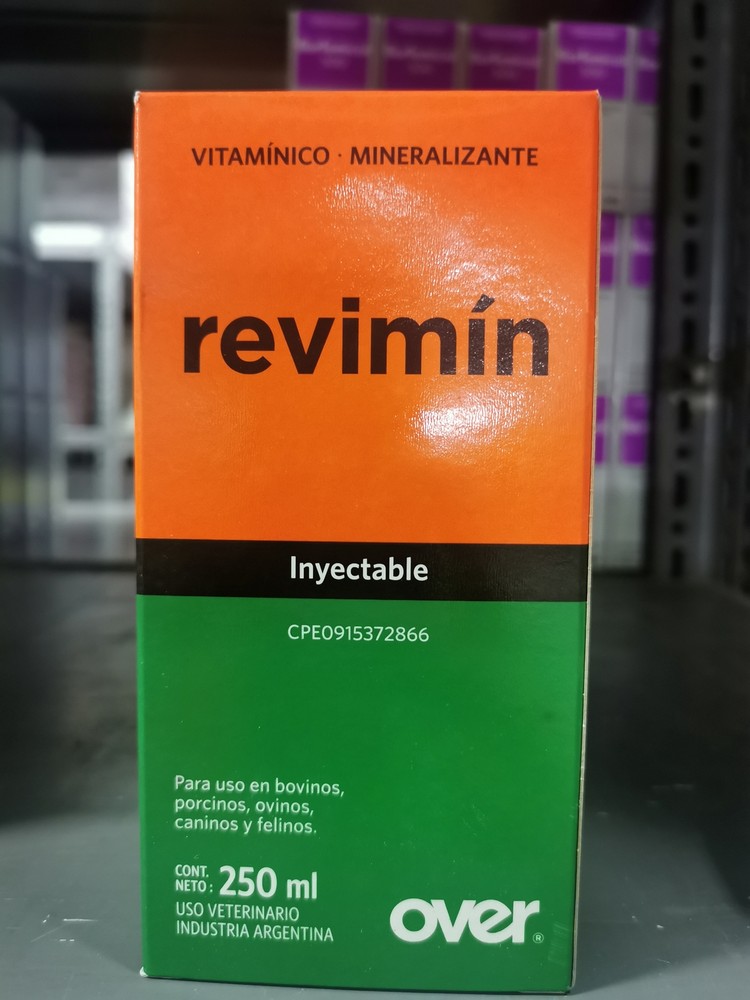 VITAMÍNICO · MINERALIZANTE
revimín
Inyectable
CPE0915372866
Para uso en bovinos,
porcinos, ovinos,
caninos y felinos.
CONT.
NETO: 250 ml
USO VETERINARIO
INDUSTRIA ARGENTINA
over®